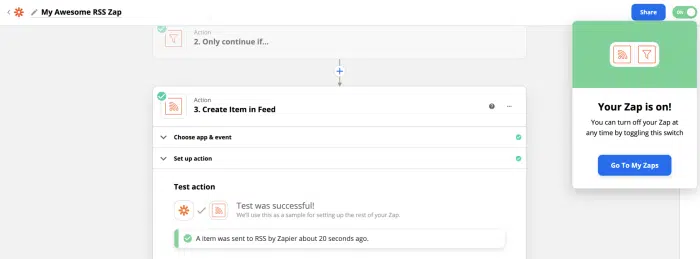 My Awesome RSS Zap
Share
ON
Action
2. Only continue if...
Your Zap is on!
You can turn off your Zap at
any time by toggling this switch
Go To My Zaps
Action
3. Create Item in Feed
Choose app & event
Set up action
Test action
Test was successful!
We'll use this as a sample for setting up the rest of your Zap.
A item was sent to RSS by Zapier about 20 seconds ago.